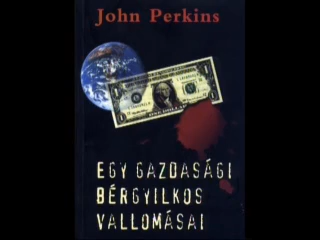 John Perkins
EGY GAZDASÁGI
BÉRGYILKOS
VALLOMÁSAI